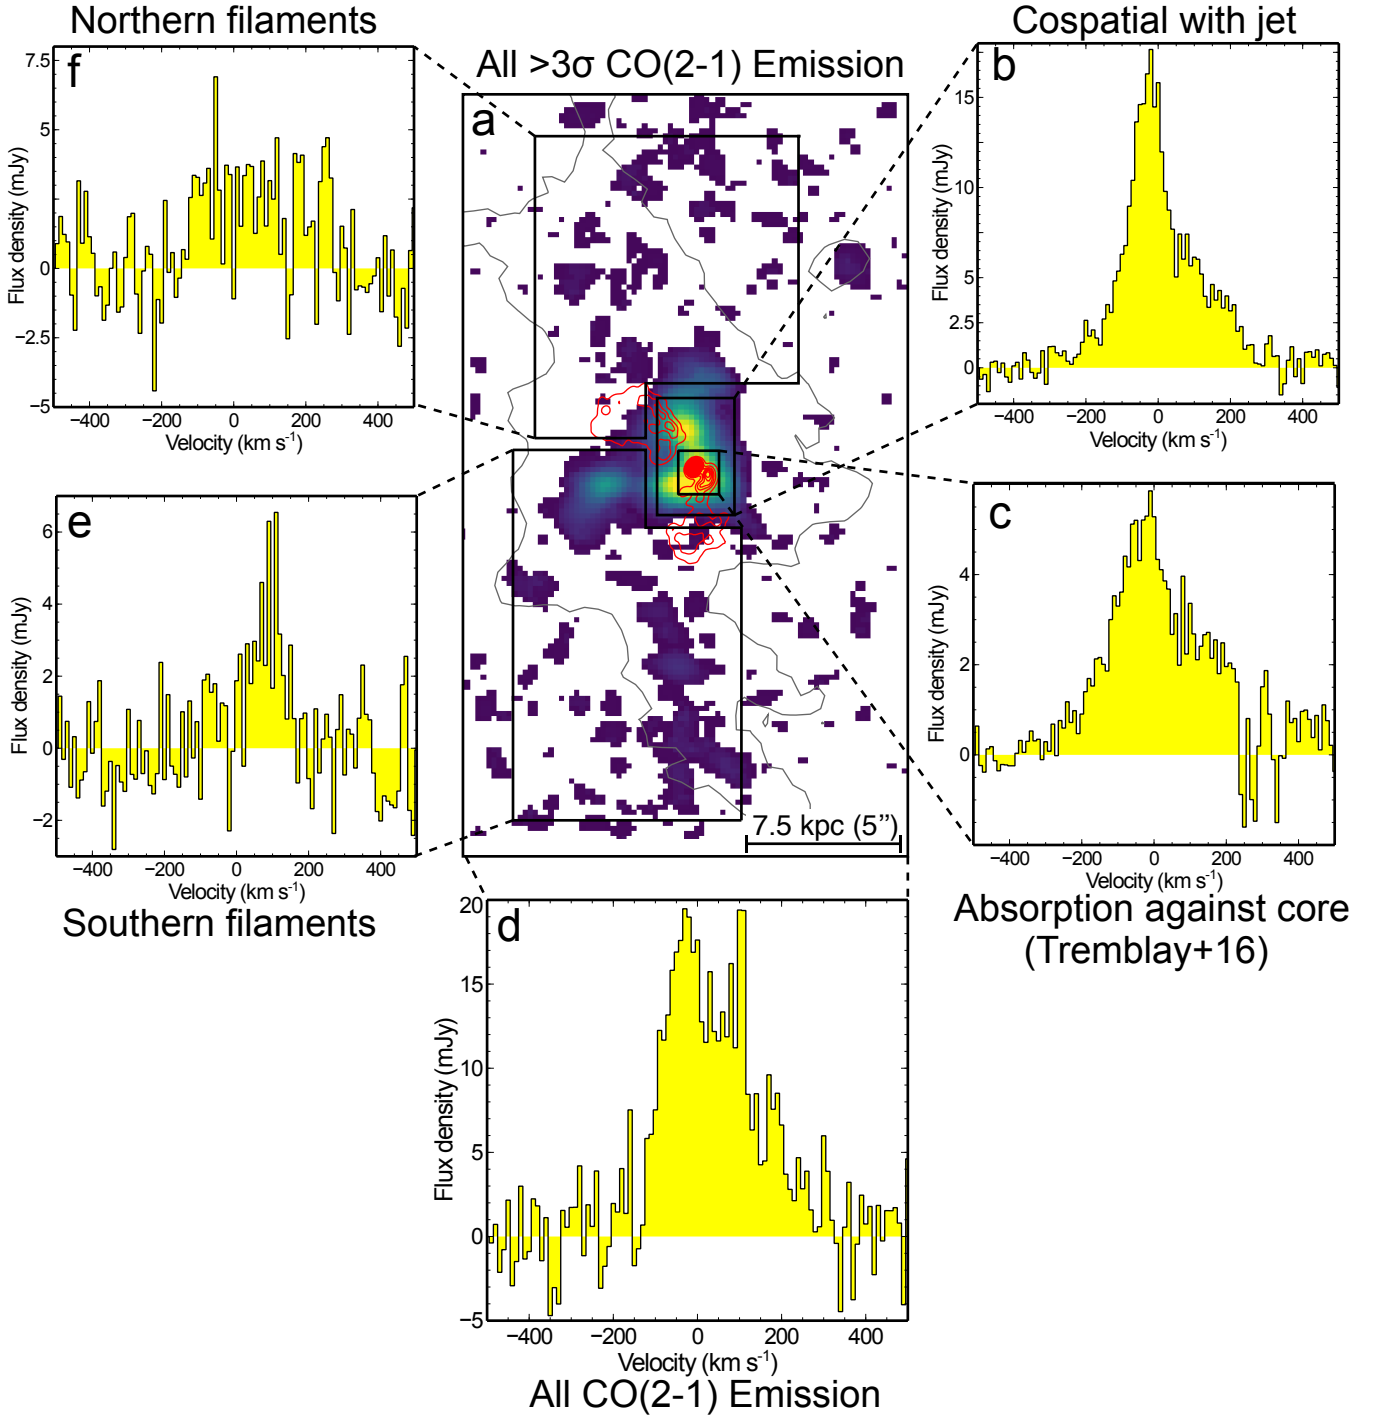 Northern filaments
Cospatial with jet
All >3σ CO(2-1) Emission
f
7.5
5
2.5
0
−2.5
−5
Flux density (mJy)
−400 −200 0 200 400
Velocity (km s⁻¹)
a
7.5 kpc (5”)
b
15
10
5
2.5
0
Flux density (mJy)
−400 −200 0 200 400
Velocity (km s⁻¹)
e
6
4
2
0
−2
Flux density (mJy)
−400 −200 0 200 400
Velocity (km s⁻¹)
Southern filaments
c
4
2
0
Flux density (mJy)
−400 −200 0 200 400
Velocity (km s⁻¹)
Absorption against core
(Tremblay+16)
d
20
15
10
5
0
−5
Flux density (mJy)
−400 −200 0 200 400
Velocity (km s⁻¹)
All CO(2-1) Emission